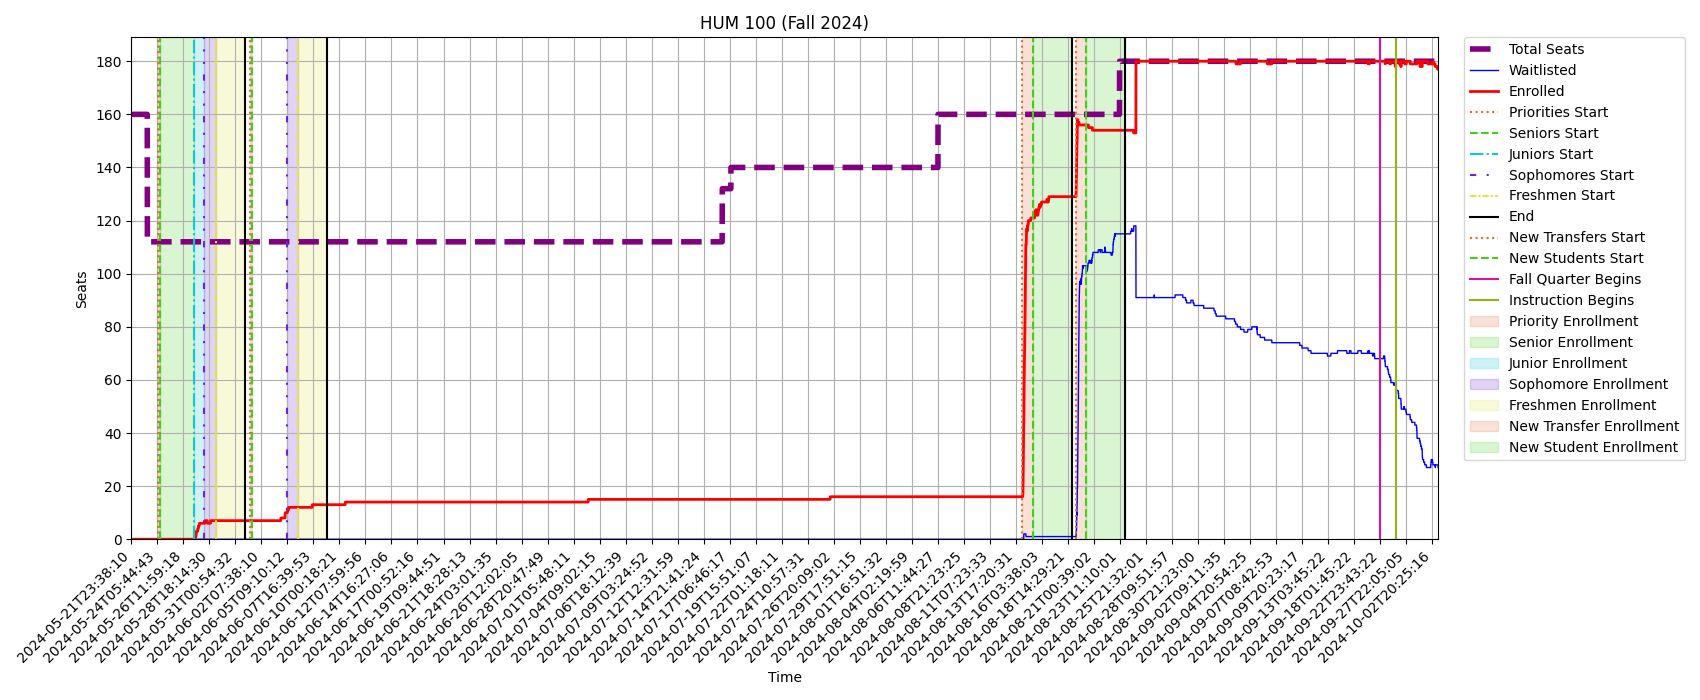 HUM 100 (Fall 2024)
Seats
180
160
140
120
100
80
60
40
20
0
2024-05-21T23:38:10
2024-05-24T05:44:43
2024-05-26T11:59:18
2024-05-28T18:14:30
2024-05-31T00:54:32
2024-06-02T07:38:10
2024-06-05T09:10:12
2024-06-07T16:39:53
2024-06-10T00:18:21
2024-06-12T07:59:56
2024-06-14T16:27:06
2024-06-17T00:52:16
2024-06-19T09:44:51
2024-06-21T18:28:13
2024-06-24T03:01:35
2024-06-26T12:02:05
2024-06-28T20:47:49
2024-07-01T05:48:11
2024-07-04T09:02:15
2024-07-06T18:12:39
2024-07-09T03:24:52
2024-07-12T12:31:59
2024-07-14T21:41:24
2024-07-17T06:46:17
2024-07-19T15:51:07
2024-07-22T01:18:11
2024-07-24T10:57:31
2024-07-26T20:09:02
2024-07-29T17:51:15
2024-08-01T16:51:32
2024-08-04T02:19:59
2024-08-06T11:44:27
2024-08-08T21:23:25
2024-08-11T07:23:33
2024-08-13T17:20:31
2024-08-16T03:38:03
2024-08-18T14:29:21
2024-08-21T00:39:02
2024-08-23T11:10:01
2024-08-25T21:32:01
2024-08-28T09:51:57
2024-08-30T21:23:00
2024-09-02T09:11:35
2024-09-04T20:54:25
2024-09-07T08:42:53
2024-09-09T20:23:17
2024-09-13T03:45:22
2024-09-18T01:45:22
2024-09-22T23:43:22
2024-09-27T22:05:05
2024-10-02T20:25:16
Time
Total Seats
Waitlisted
Enrolled
Priorities Start
Seniors Start
Juniors Start
Sophomores Start
Freshmen Start
End
New Transfers Start
New Students Start
Fall Quarter Begins
Instruction Begins
Priority Enrollment
Senior Enrollment
Junior Enrollment
Sophomore Enrollment
Freshmen Enrollment
New Transfer Enrollment
New Student Enrollment